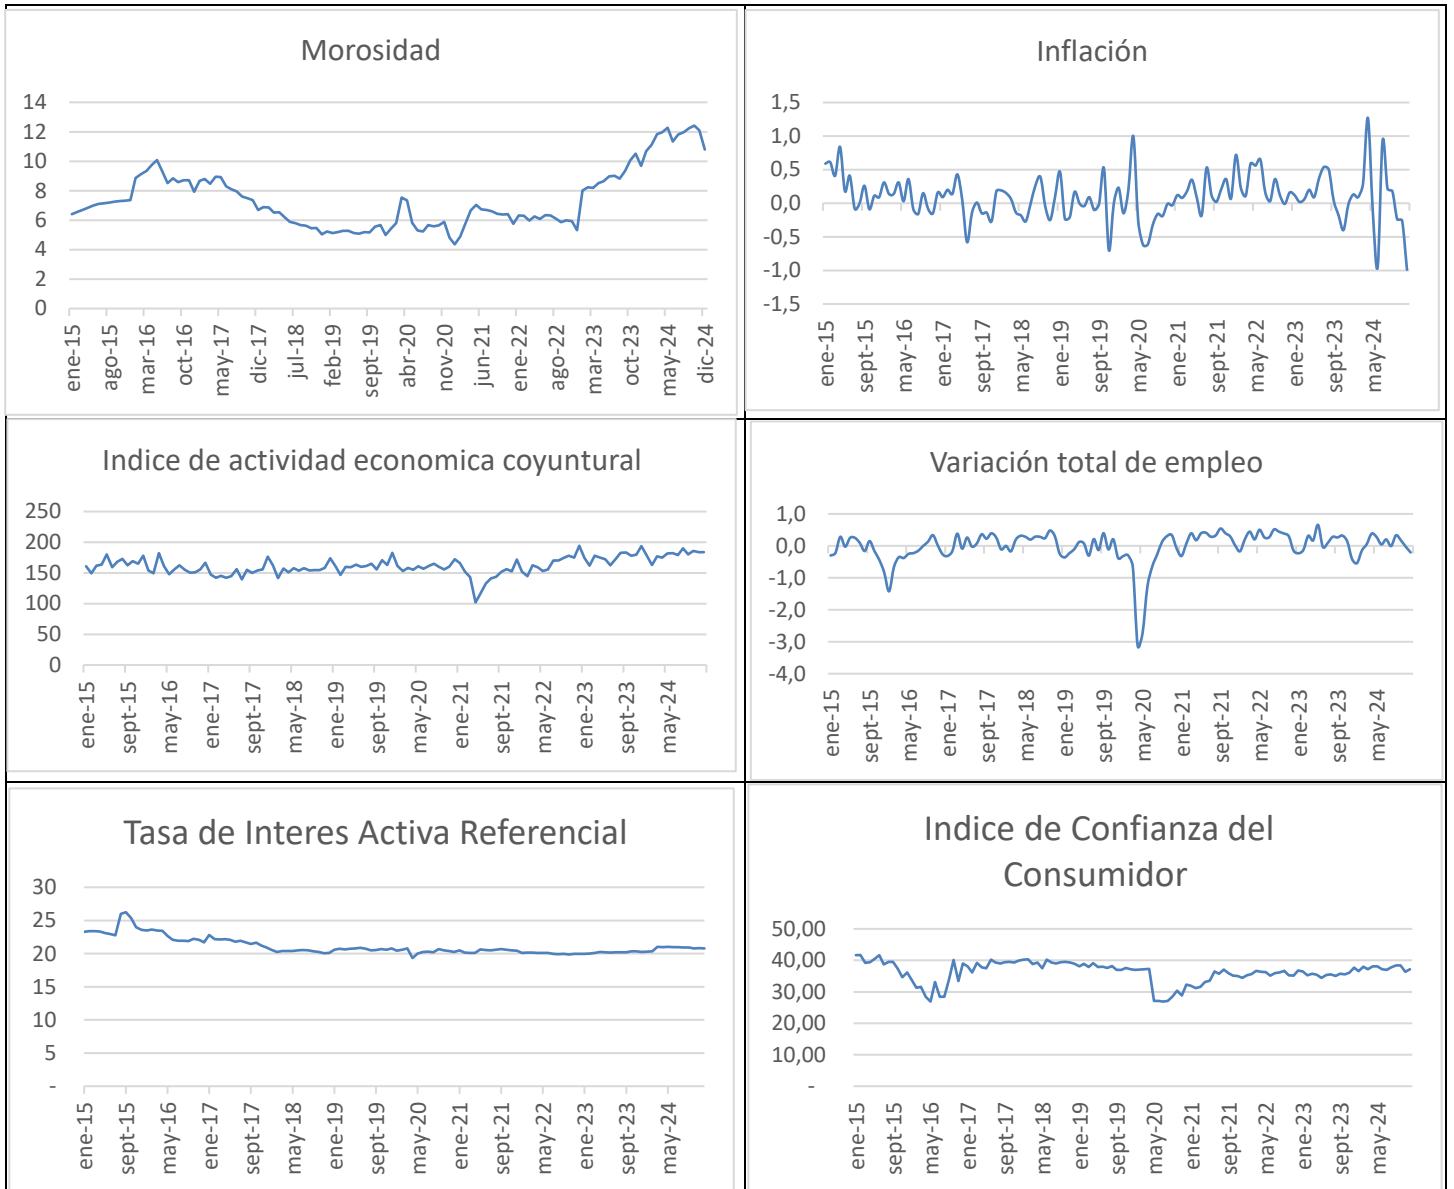 Morosidad
14
12
10
8
6
4
2
0
ene-15
ago-15
mar-16
oct-16
may-17
dic-17
jul-18
feb-19
sept-19
abr-20
nov-20
jun-21
ene-22
ago-22
mar-23
oct-23
may-24
dic-24
Inflación
1,5
1,0
0,5
0,0
-0,5
-1,0
-1,5
ene-15
sept-15
may-16
ene-17
sept-17
may-18
ene-19
sept-19
may-20
ene-21
sept-21
may-22
ene-23
sept-23
may-24
Indice de actividad economica coyuntural
250
200
150
100
50
0
ene-15
sept-15
may-16
ene-17
sept-17
may-18
ene-19
sept-19
may-20
ene-21
sept-21
may-22
ene-23
sept-23
may-24
Variación total de empleo
1,0
0,0
-1,0
-2,0
-3,0
-4,0
ene-15
sept-15
may-16
ene-17
sept-17
may-18
ene-19
sept-19
may-20
ene-21
sept-21
may-22
ene-23
sept-23
may-24
Tasa de Interes Activa Referencial
30
25
20
15
10
5
-
ene-15
sept-15
may-16
ene-17
sept-17
may-18
ene-19
sept-19
may-20
ene-21
sept-21
may-22
ene-23
sept-23
may-24
Indice de Confianza del
Consumidor
50,00
40,00
30,00
20,00
10,00
-
ene-15
sept-15
may-16
ene-17
sept-17
may-18
ene-19
sept-19
may-20
ene-21
sept-21
may-22
ene-23
sept-23
may-24